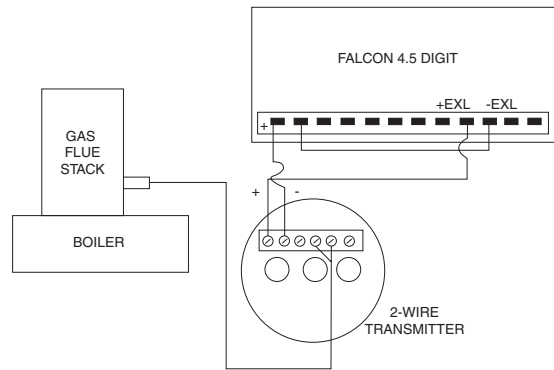 FALCON 4.5 DIGIT
+EXL -EXL
+
GAS
FLUE
STACK
+ -
BOILER
2-WIRE
TRANSMITTER